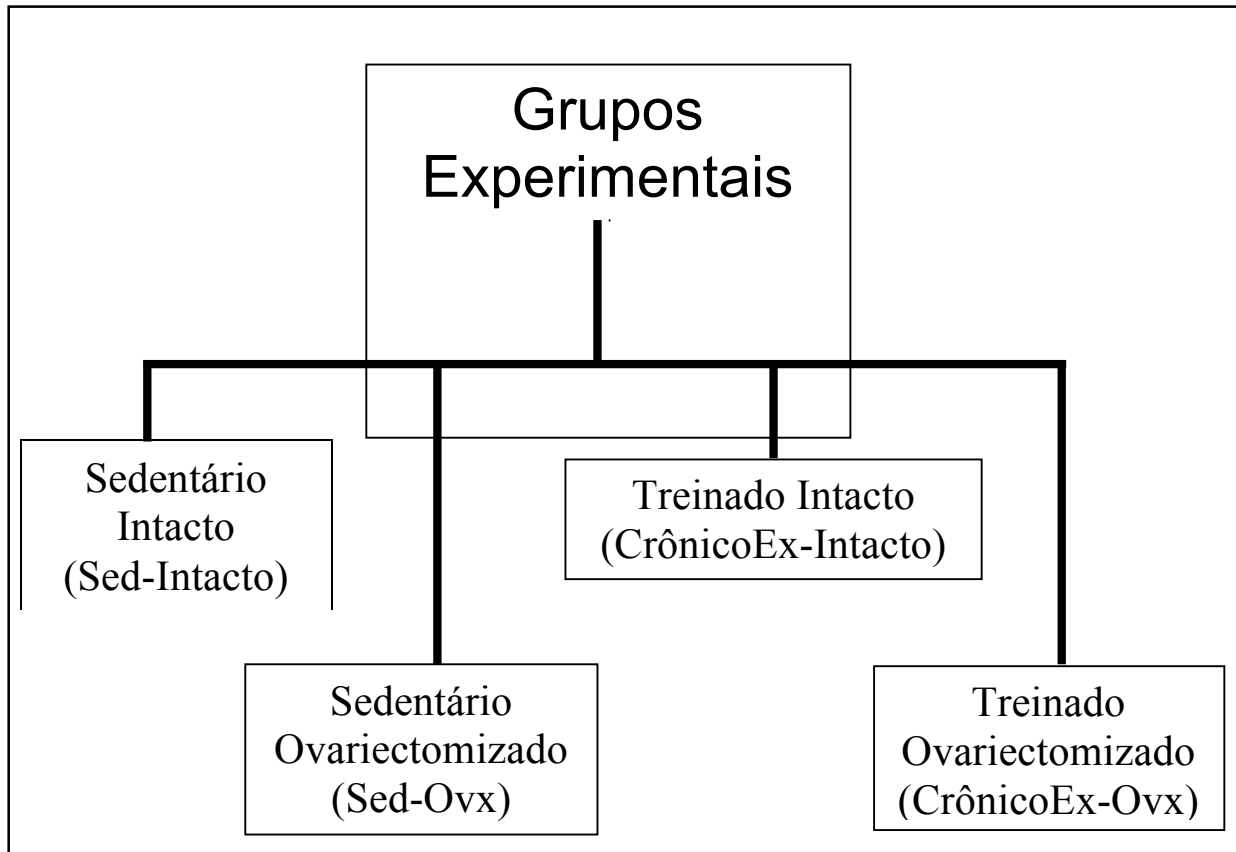 Grupos
Experimentais
Sedentário
Intacto
(Sed-Intacto)
Treinado Intacto
(CrônicoEx-Intacto)
Sedentário
Ovariectomizado
(Sed-Ovx)
Treinado
Ovariectomizado
(CrônicoEx-Ovx)